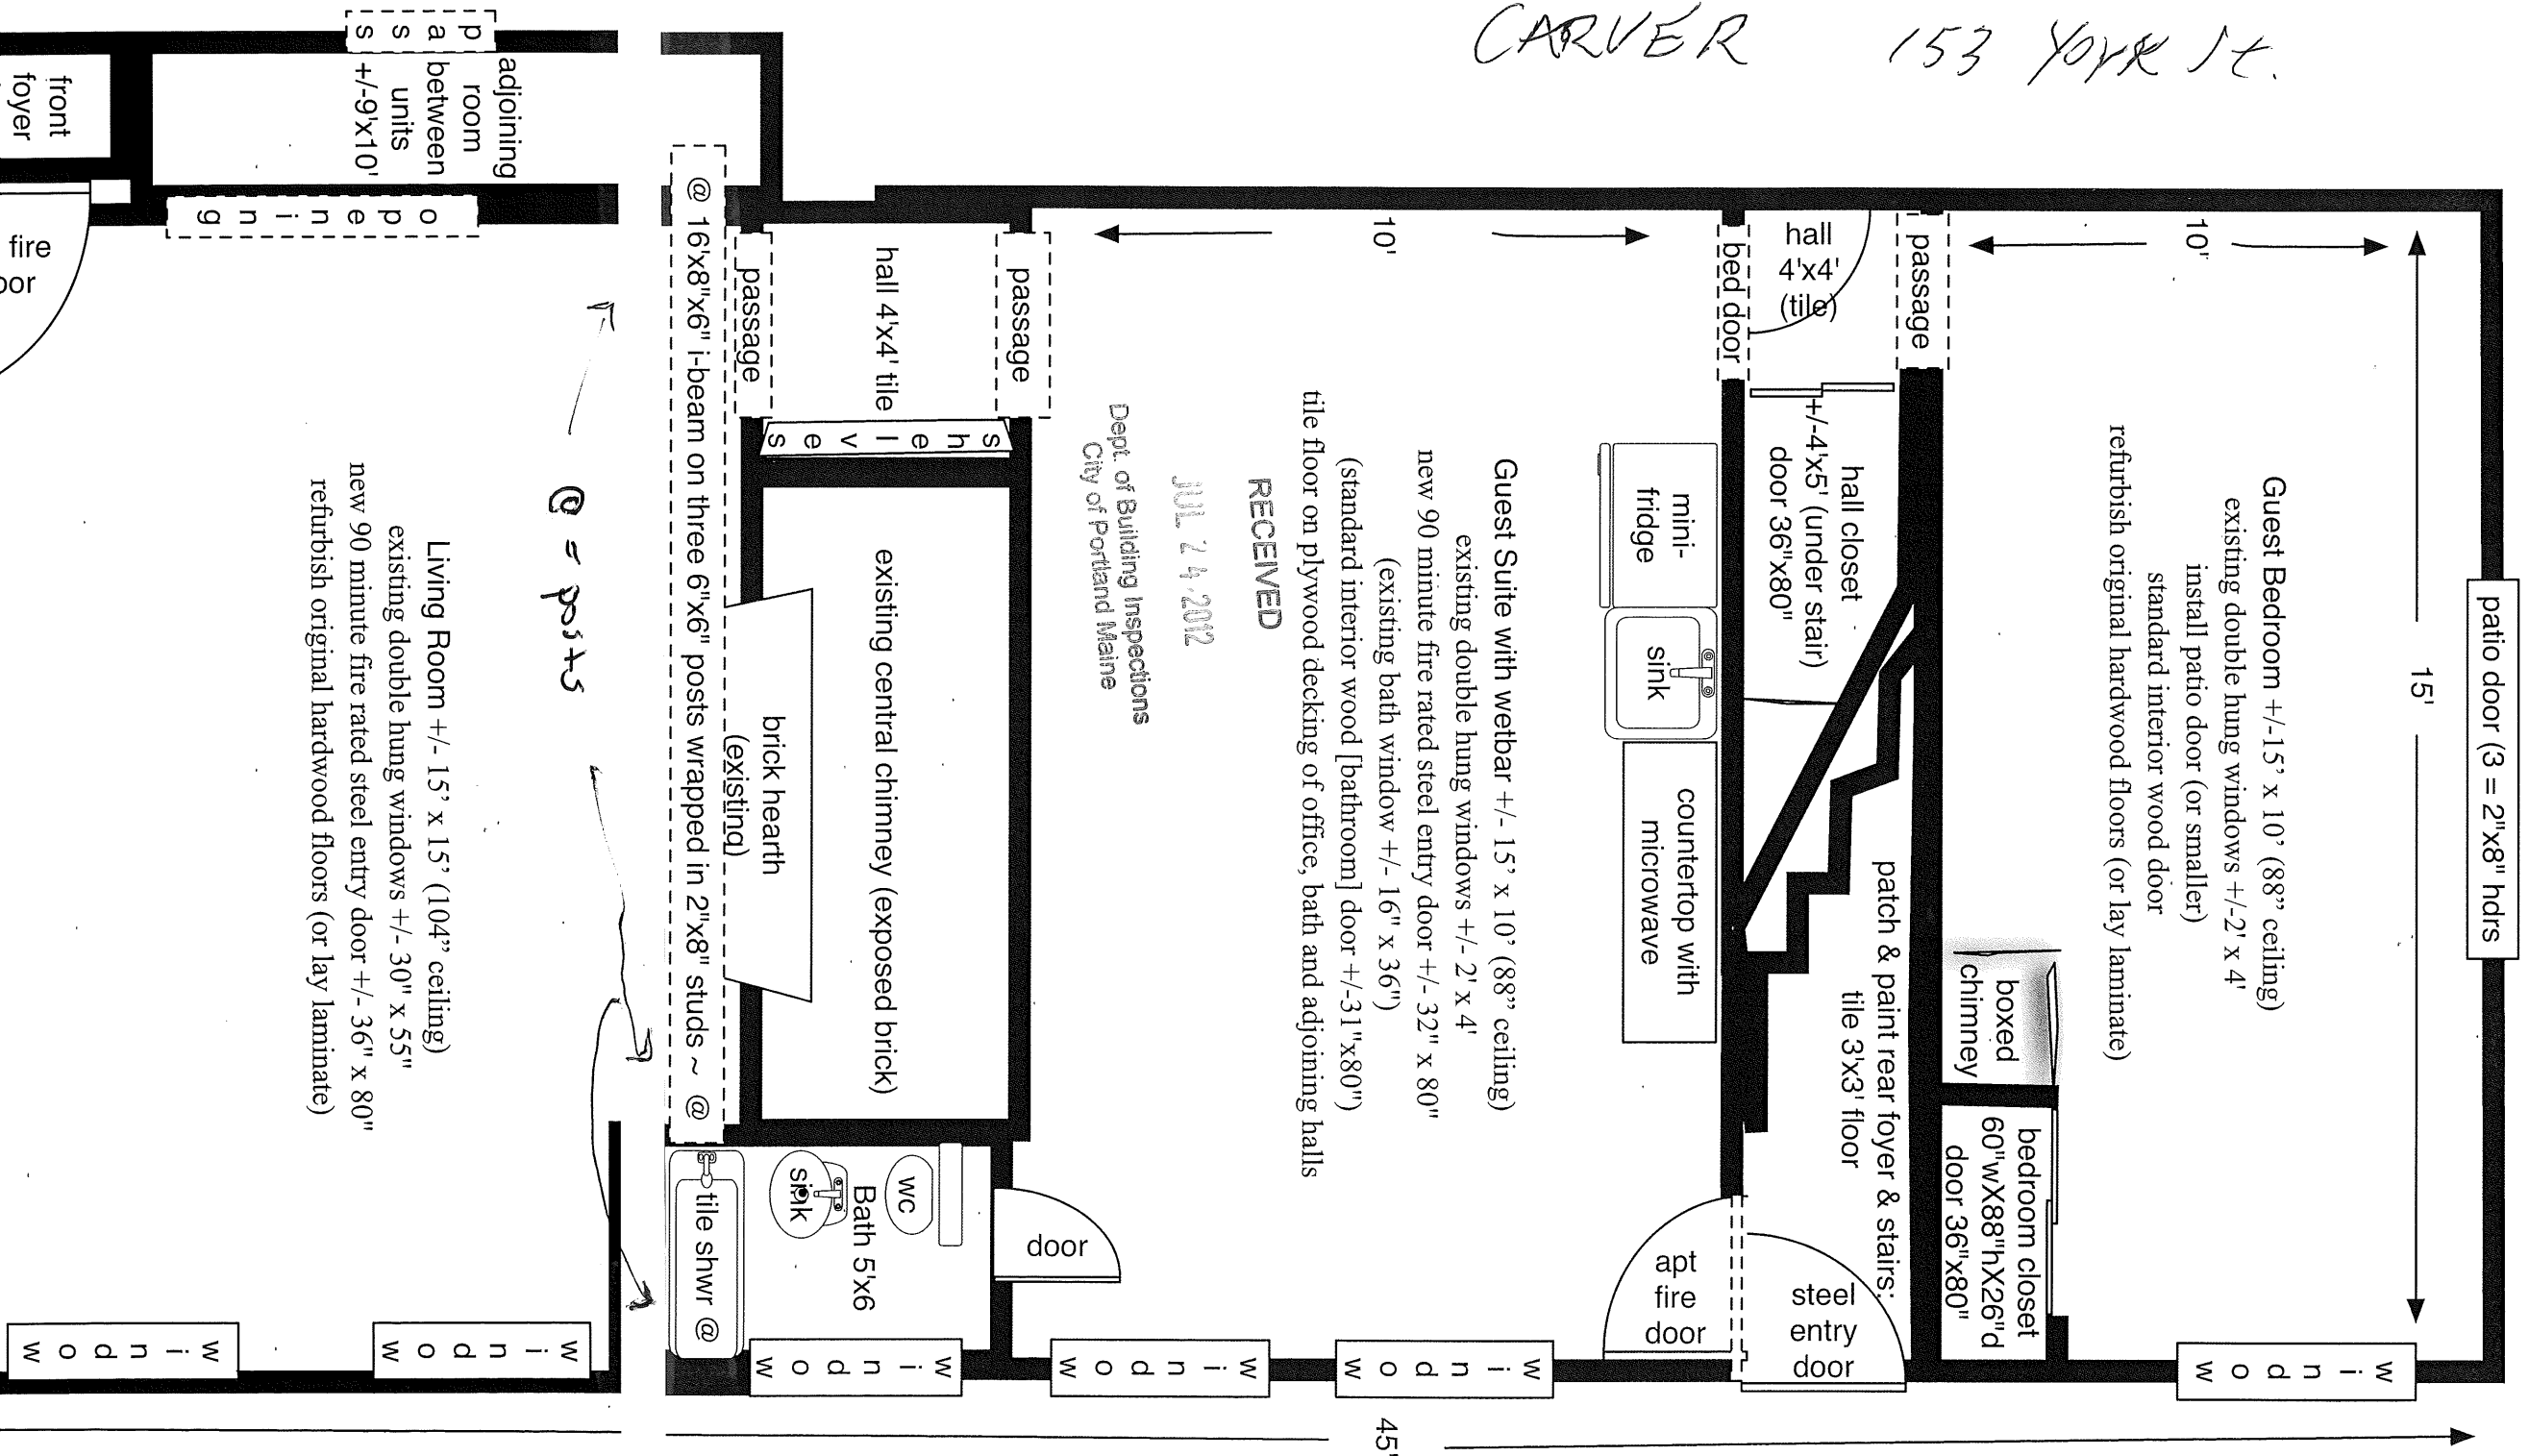 CARVER 153 York St.
pass
adjoining
room
between
units
+/-9'x10'
front
foyer
opening
fire
@ = posts
Living Room +/- 15' x 15' (104” ceiling)
existing double hung windows +/- 30" x 55"
new 90 minute fire rated steel entry door +/- 36" x 80"
refurbish original hardwood floors (or lay laminate)
window
window
@ 16'x8"x6" i-beam on three 6"x6" posts wrapped in 2"x8" studs ~ @
passage
hall 4'x4' tile
passage
shelves
existing central chimney (exposed brick)
brick hearth
(existing)
wc
Bath 5'x6
sink
tile shwr @
door
window
10'
Guest Suite with wetbar +/- 15' x 10' (88” ceiling)
existing double hung windows +/- 2' x 4'
new 90 minute fire rated steel entry door +/- 32" x 80"
(existing bath window +/- 16" x 36")
(standard interior wood [bathroom] door +/-31"x80")
tile floor on plywood decking of office, bath and adjoining halls
RECEIVED
JUL 24 2012
Dept. of Building Inspections
City of Portland Maine
mini-
fridge
sink
countertop with
microwave
window
window
apt
fire
door
bed door
hall
4'x4'
(tile)
passage
hall closet
+/-4'x5' (under stair)
door 36"x80"
patch & paint rear foyer & stairs:
tile 3'x3' floor
steel
entry
door
10'
15'
patio door (3 = 2"x8" hdrs
Guest Bedroom +/-15' x 10' (88” ceiling)
existing double hung windows +/-2' x 4'
install patio door (or smaller)
standard interior wood door
refurbish original hardwood floors (or lay laminate)
boxed
chimney
bedroom closet
60"wX88"hX26"d
door 36"x80"
window
45'